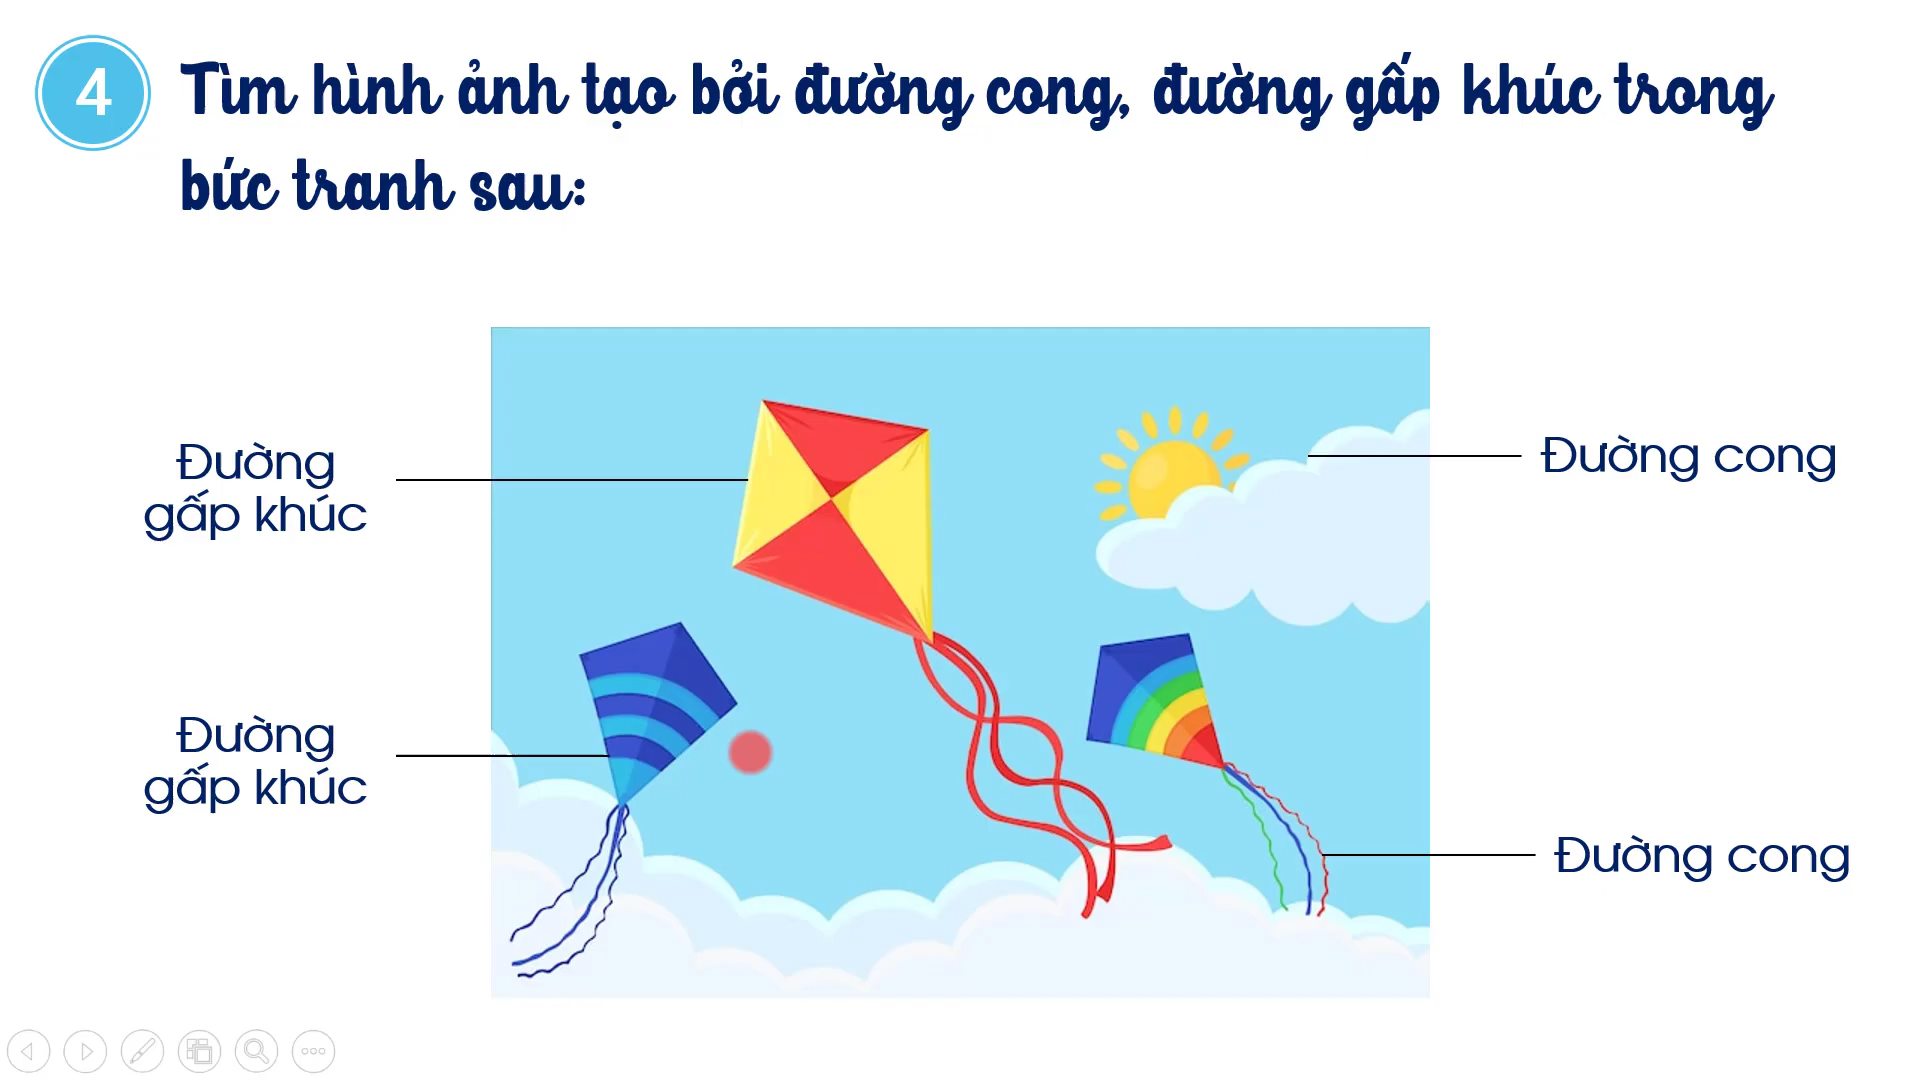 4
Tìm hình ảnh tạo bởi đường cong, đường gấp khúc trong
bức tranh sau:
Đường
gấp khúc
Đường cong
Đường
gấp khúc
Đường cong